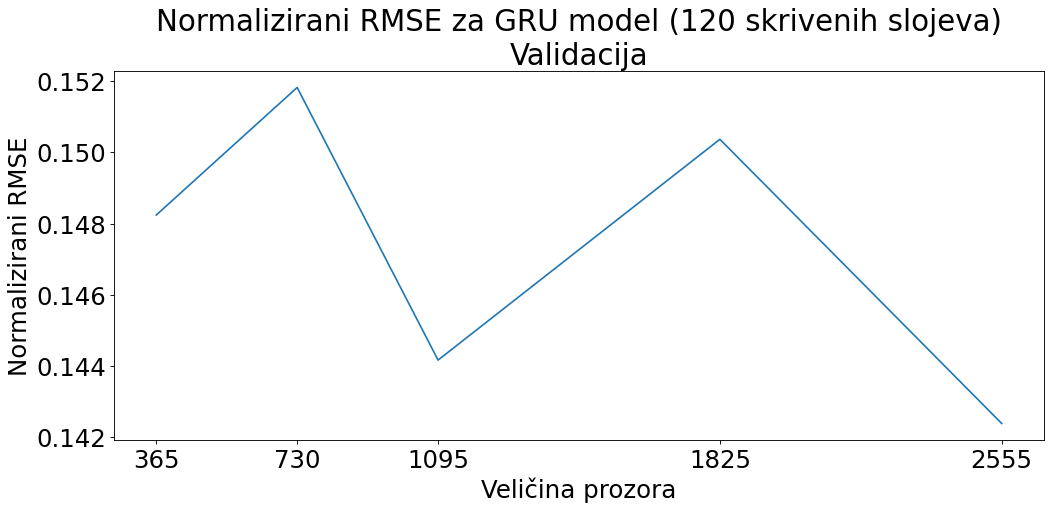 Normalizirani RMSE za GRU model (120 skrivenih slojeva)
Validacija
Normalizirani RMSE
0.152
0.150
0.148
0.146
0.144
0.142
365 730 1095 1825 2555
Veličina prozora